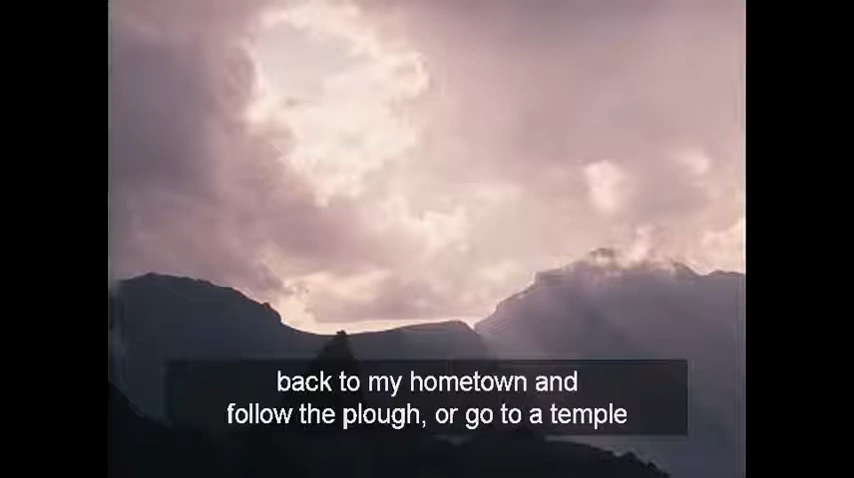 back to my hometown and
follow the plough, or go to a temple